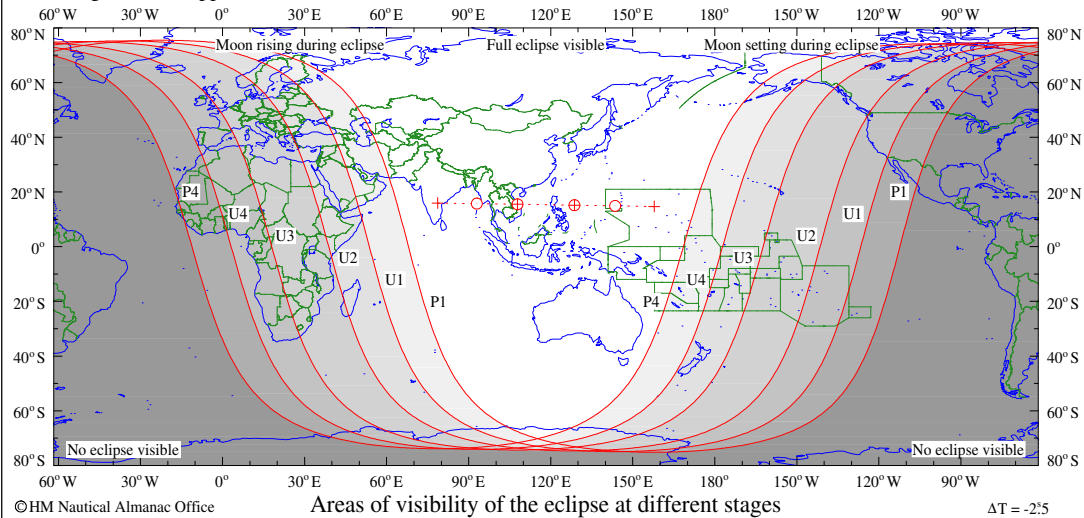 60° W 30° W 0° 30° E 60° E 90° E 120° E 150° E 180° 150° W 120° W 90° W
80° N Moon rising during eclipse Full eclipse visible Moon setting during eclipse 80° N
60° N 60° N
40° N 40° N
20° N P4 P1 20° N
U4 U1
U3 U2
0° 0°
U2 U3
U1 U4
20° S P1 P4 20° S
40° S 40° S
60° S 60° S
No eclipse visible No eclipse visible
80° S 80° S
60° W 30° W 0° 30° E 60° E 90° E 120° E 150° E 180° 150° W 120° W 90° W
©HM Nautical Almanac Office Areas of visibility of the eclipse at different stages ΔT = -2.ˢ5